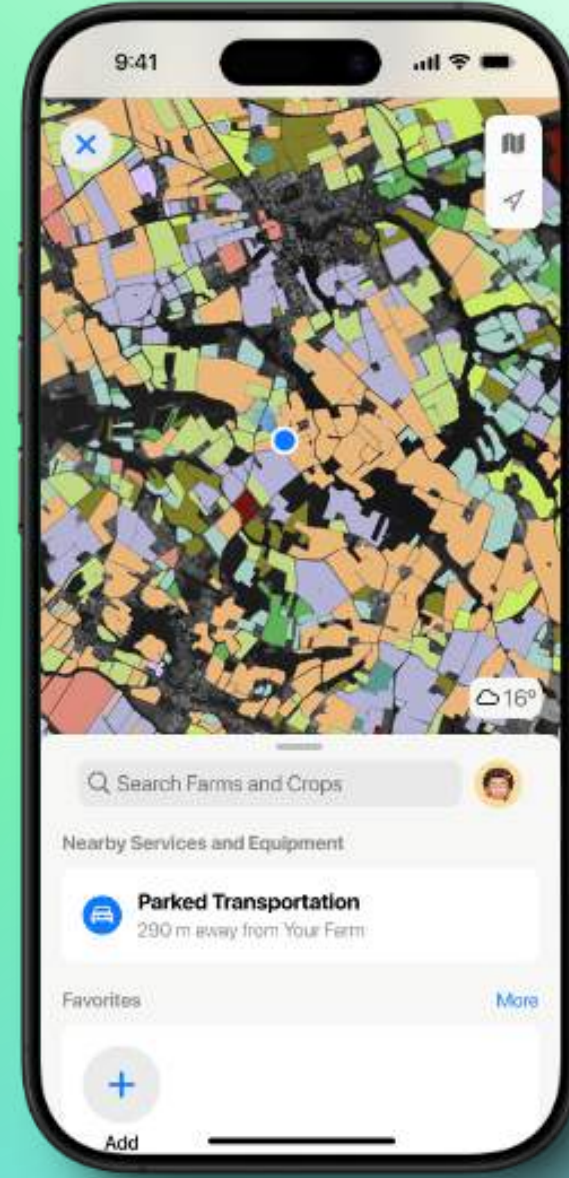 9:41
16°
Search Farms and Crops
Nearby Services and Equipment
Parked Transportation
290 m away from Your Farm
Favorites
More
Add